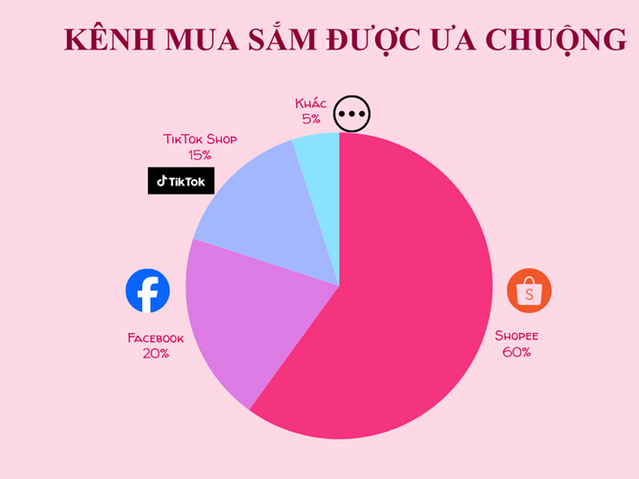 KÊNH MUA SẮM ĐƯỢC ƯA CHUỘNG
Khác
5%
TikTok Shop
15%
TikTok
Facebook
20%
S
Shopee
60%